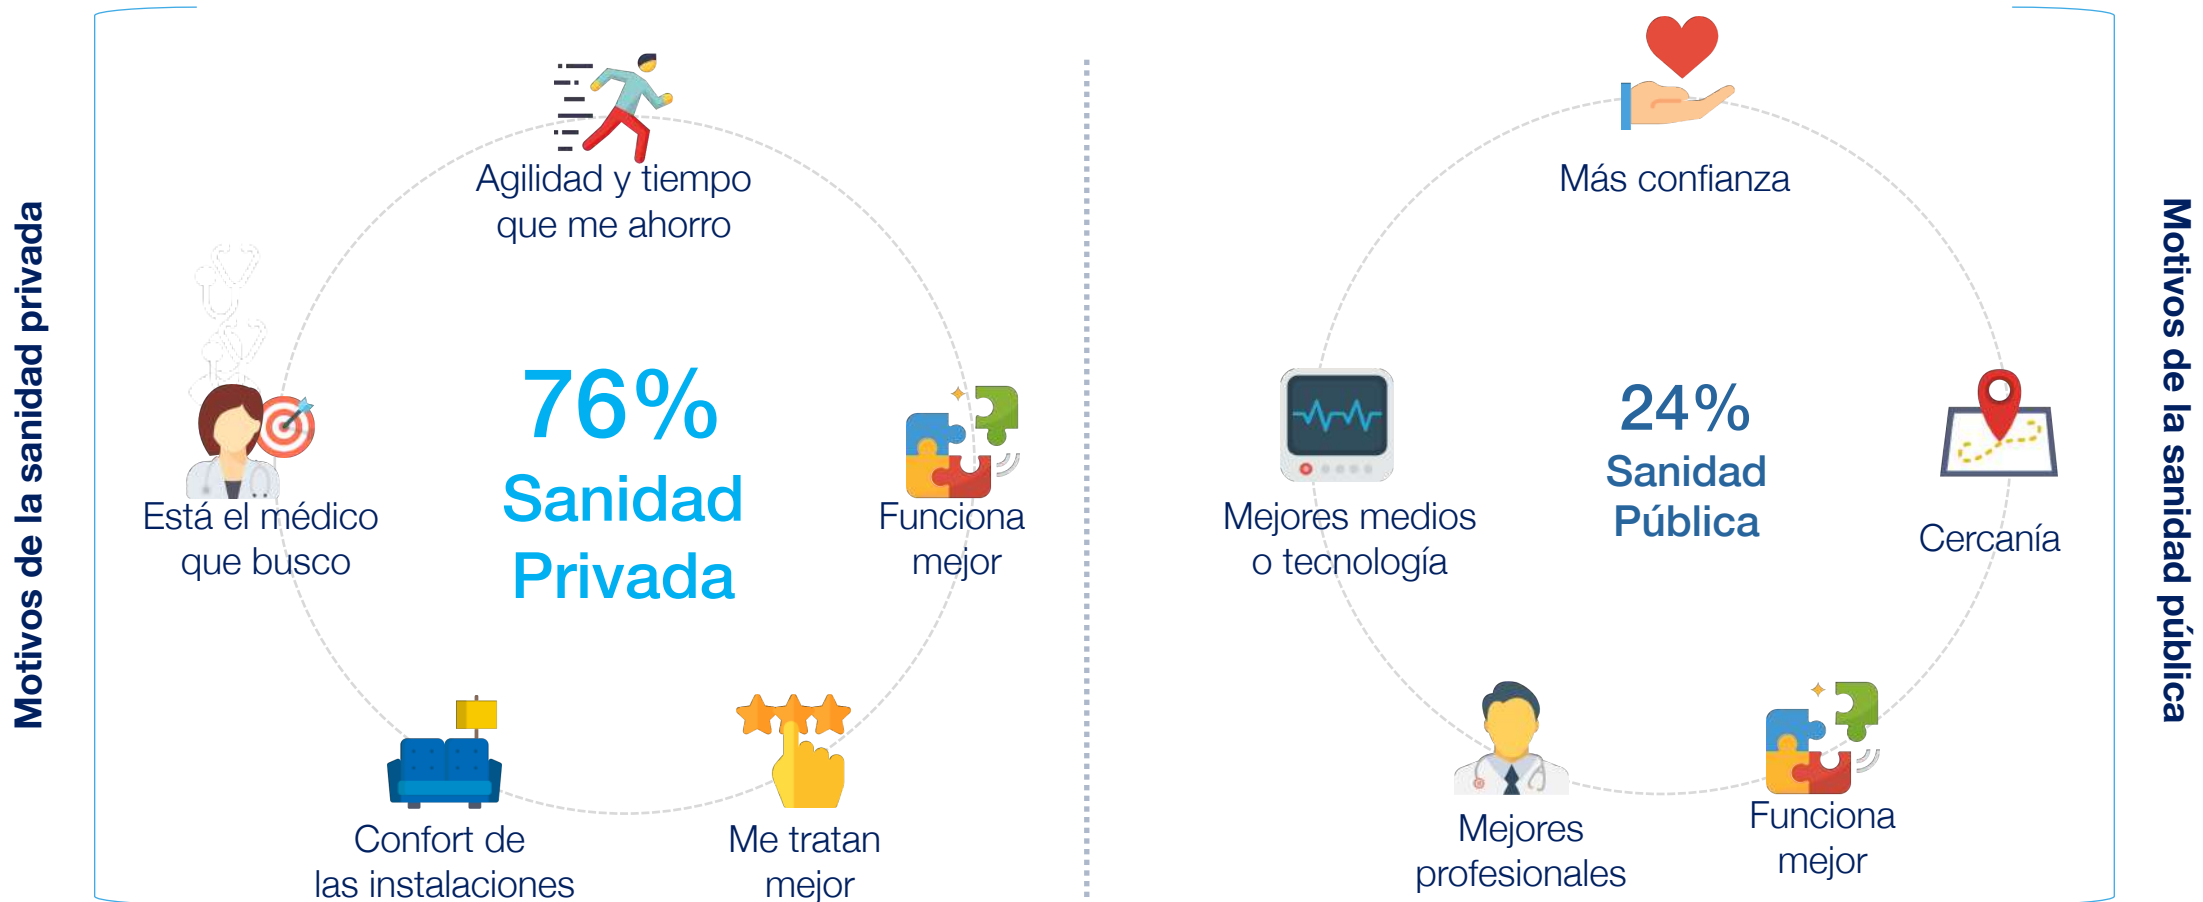 Motivos de la sanidad privada
Agilidad y tiempo
que me ahorro
Está el médico
que busco
76%
Sanidad
Privada
Funciona
mejor
Confort de
las instalaciones
Me tratan
mejor
Más confianza
Mejores medios
o tecnología
24%
Sanidad
Pública
Cercanía
Mejores
profesionales
Funciona
mejor
Motivos de la sanidad pública